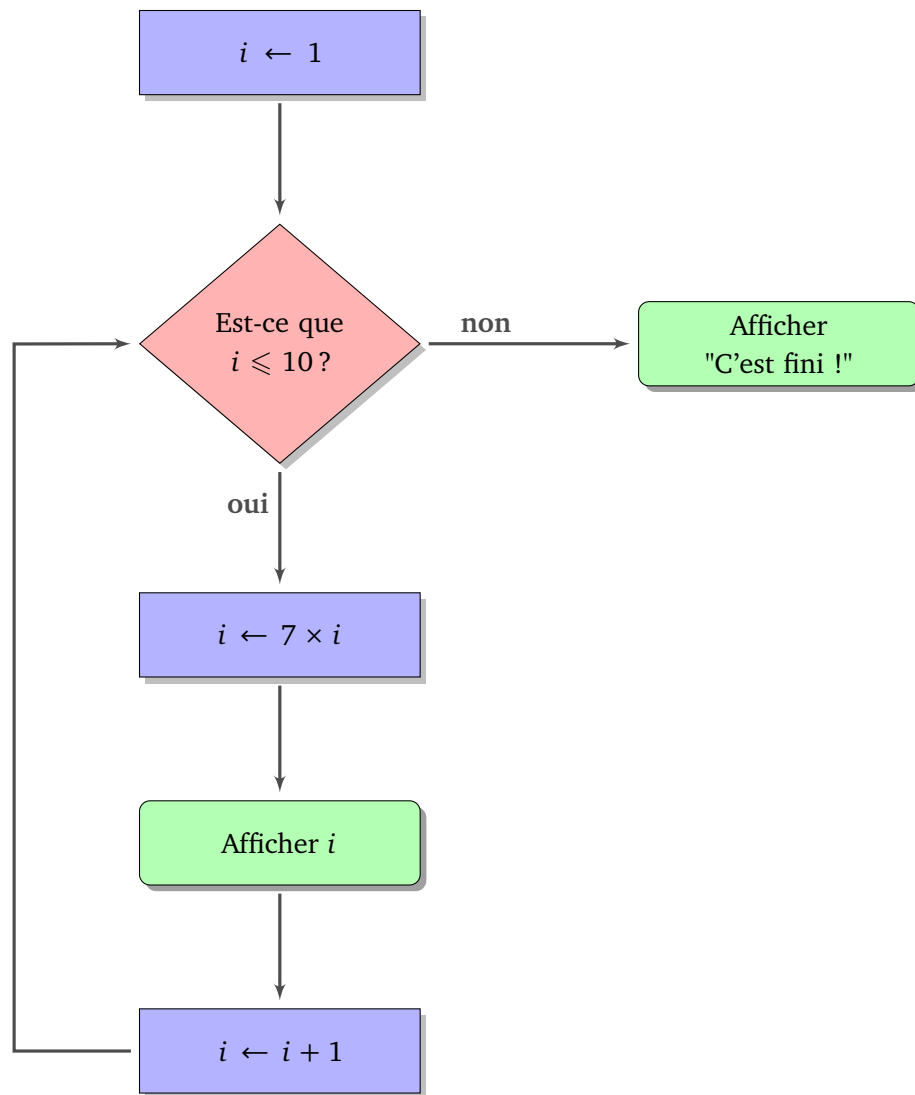 i ← 1
Est-ce que
i ⩽ 10 ?
non
Afficher
"C'est fini !"
oui
i ← 7 × i
Afficher i
i ← i + 1